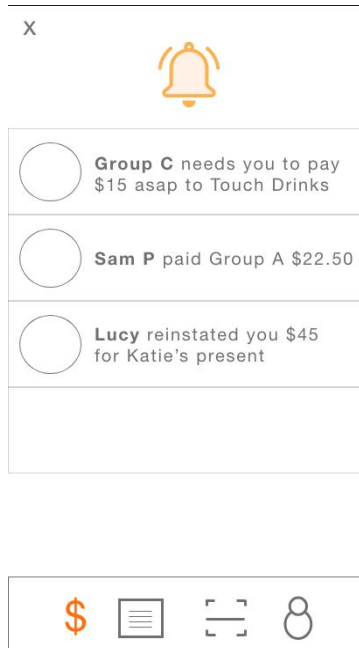 X
Group C needs you to pay
$15 asap to Touch Drinks
Sam P paid Group A $22.50
Lucy reinstated you $45
for Katie's present
$